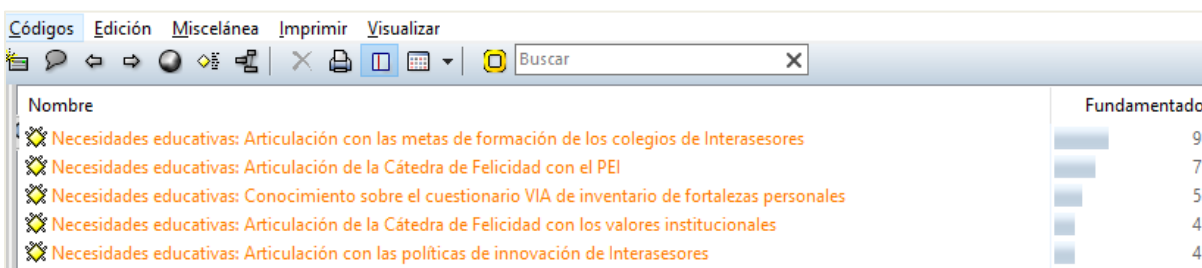 Códigos Edición Miscelánea Imprimir Visualizar
Buscar
Nombre Fundamentado
Necesidades educativas: Articulación con las metas de formación de los colegios de Interasesores 9
Necesidades educativas: Articulación de la Cátedra de Felicidad con el PEI 7
Necesidades educativas: Conocimiento sobre el cuestionario VIA de inventario de fortalezas personales 5
Necesidades educativas: Articulación de la Cátedra de Felicidad con los valores institucionales 4
Necesidades educativas: Articulación con las políticas de innovación de Interasesores 4